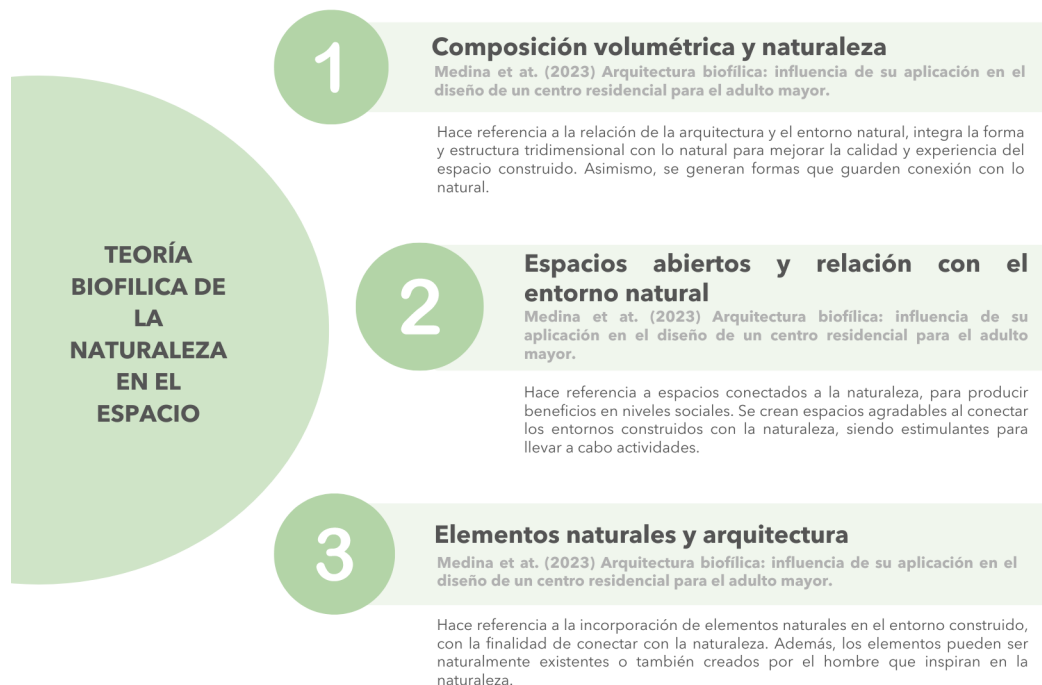 TEORÍA
BIOFILICA DE
LA
NATURALEZA
EN EL
ESPACIO
1
Composición volumétrica y naturaleza
Medina et at. (2023) Arquitectura biofílica: influencia de su aplicación en el
diseño de un centro residencial para el adulto mayor.
Hace referencia a la relación de la arquitectura y el entorno natural, integra la forma
y estructura tridimensional con lo natural para mejorar la calidad y experiencia del
espacio construido. Asimismo, se generan formas que guarden conexión con lo
natural.
2
Espacios abiertos y relación con el
entorno natural
Medina et at. (2023) Arquitectura biofílica: influencia de su
aplicación en el diseño de un centro residencial para el adulto
mayor.
Hace referencia a espacios conectados a la naturaleza, para producir
beneficios en niveles sociales. Se crean espacios agradables al conectar
los entornos construidos con la naturaleza, siendo estimulantes para
llevar a cabo actividades.
3
Elementos naturales y arquitectura
Medina et at. (2023) Arquitectura biofílica: influencia de su aplicación en el
diseño de un centro residencial para el adulto mayor.
Hace referencia a la incorporación de elementos naturales en el entorno construido,
con la finalidad de conectar con la naturaleza. Además, los elementos pueden ser
naturalmente existentes o también creados por el hombre que inspiran en la
naturaleza.